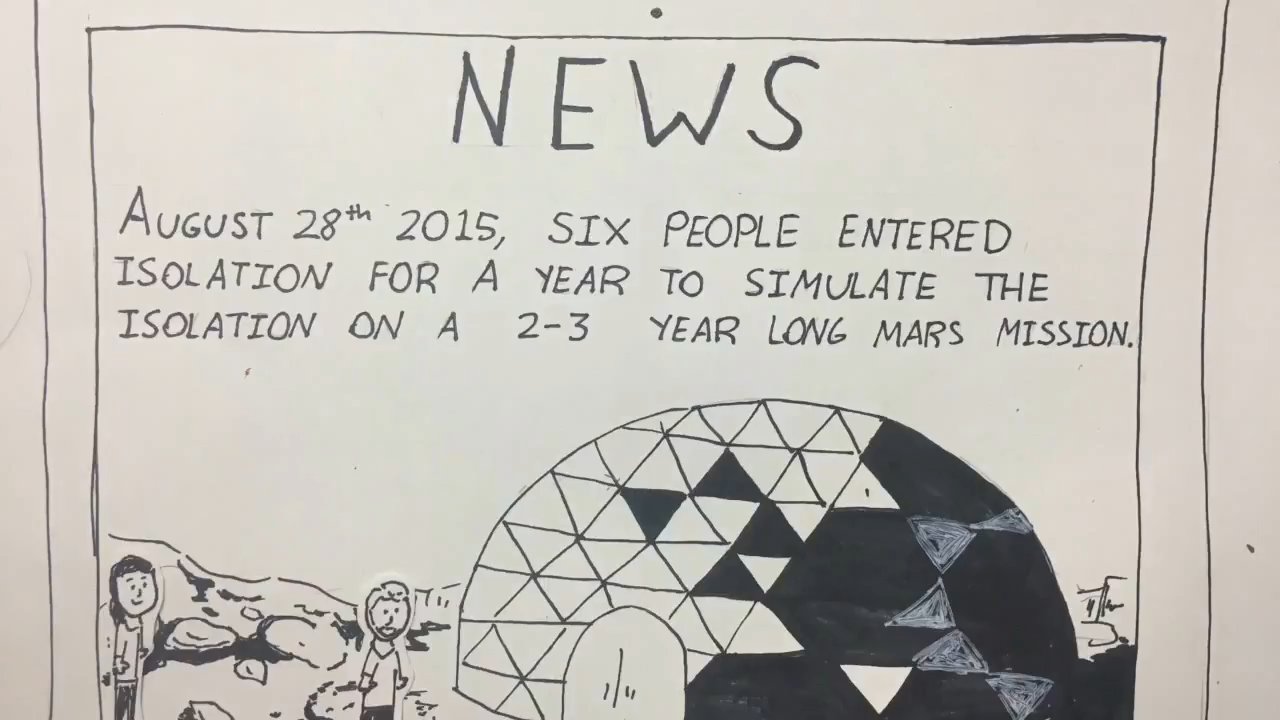 NEWS
AUGUST 28th 2015, SIX PEOPLE ENTERED
ISOLATION FOR A YEAR TO SIMULATE THE
ISOLATION ON A 2-3 YEAR LONG MARS MISSION.